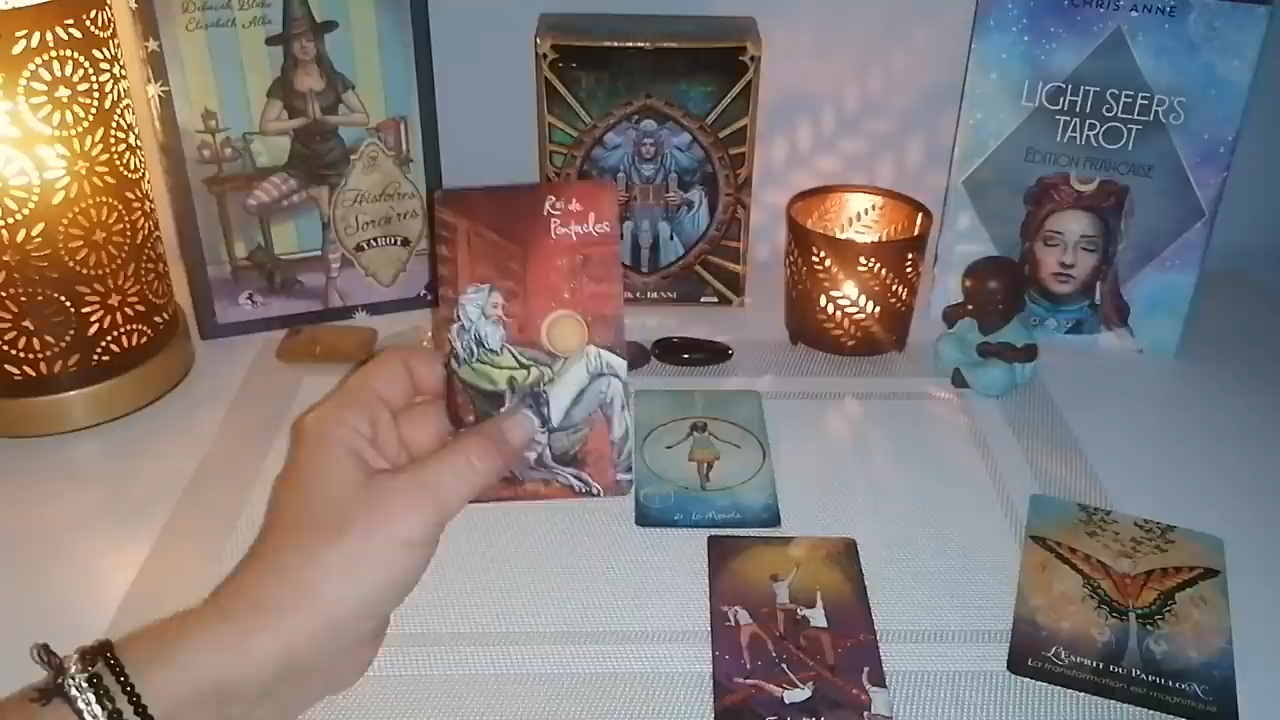 Deborah Blake
Elisabeth Alba
Histoires
Sorcières
TAROT
CHRIS ANNE
LIGHT SEER'S
TAROT
ÉDITION FRANÇAISE
Roi de
Pentacles
21. Le Monde
L'ESPRIT DU PAPILLON
La transformation est magnifique